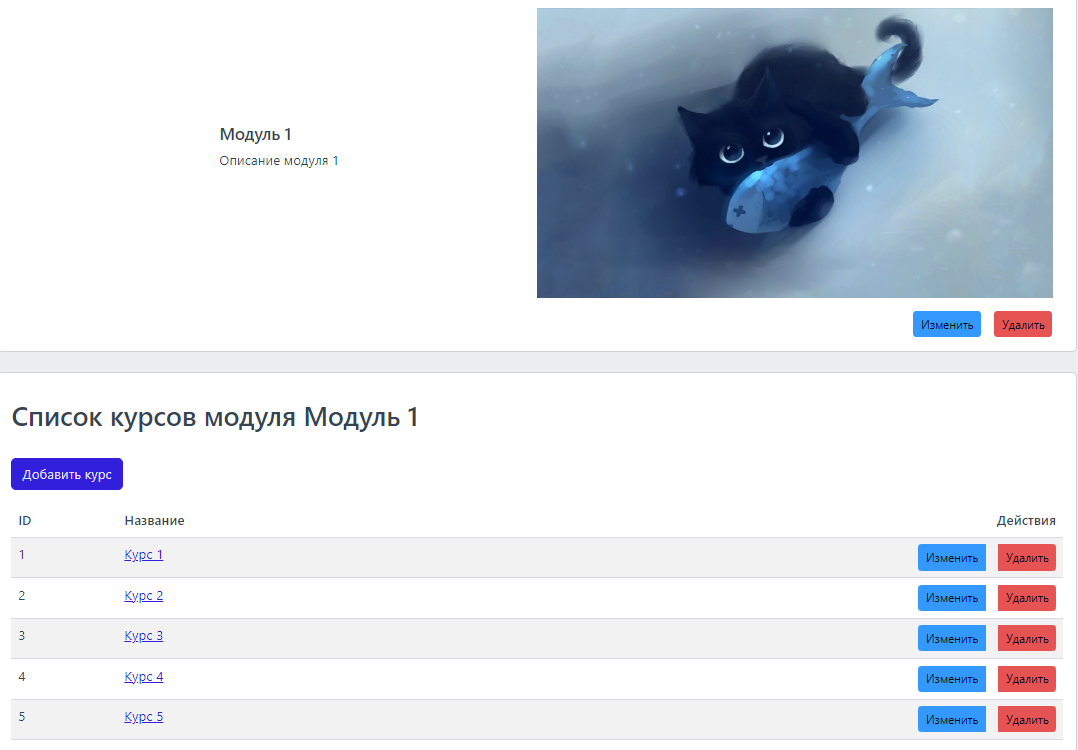 Модуль 1
Описание модуля 1
Изменить Удалить
Список курсов модуля Модуль 1
Добавить курс
ID Название Действия
1 Курс 1 Изменить Удалить
2 Курс 2 Изменить Удалить
3 Курс 3 Изменить Удалить
4 Курс 4 Изменить Удалить
5 Курс 5 Изменить Удалить